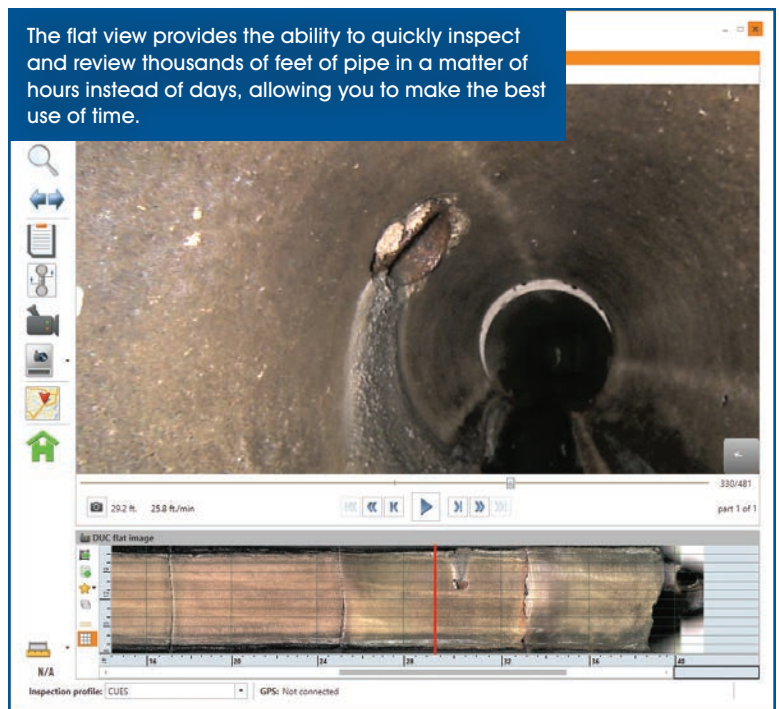 The flat view provides the ability to quickly inspect
and review thousands of feet of pipe in a matter of
hours instead of days, allowing you to make the best
use of time.
330/481
29.2 ft. 25.8 ft./min
part 1 of 1
DUC flat image
ft. 16 20 24 28 32 36 40
N/A
Inspection profile: CUES GPS: Not connected